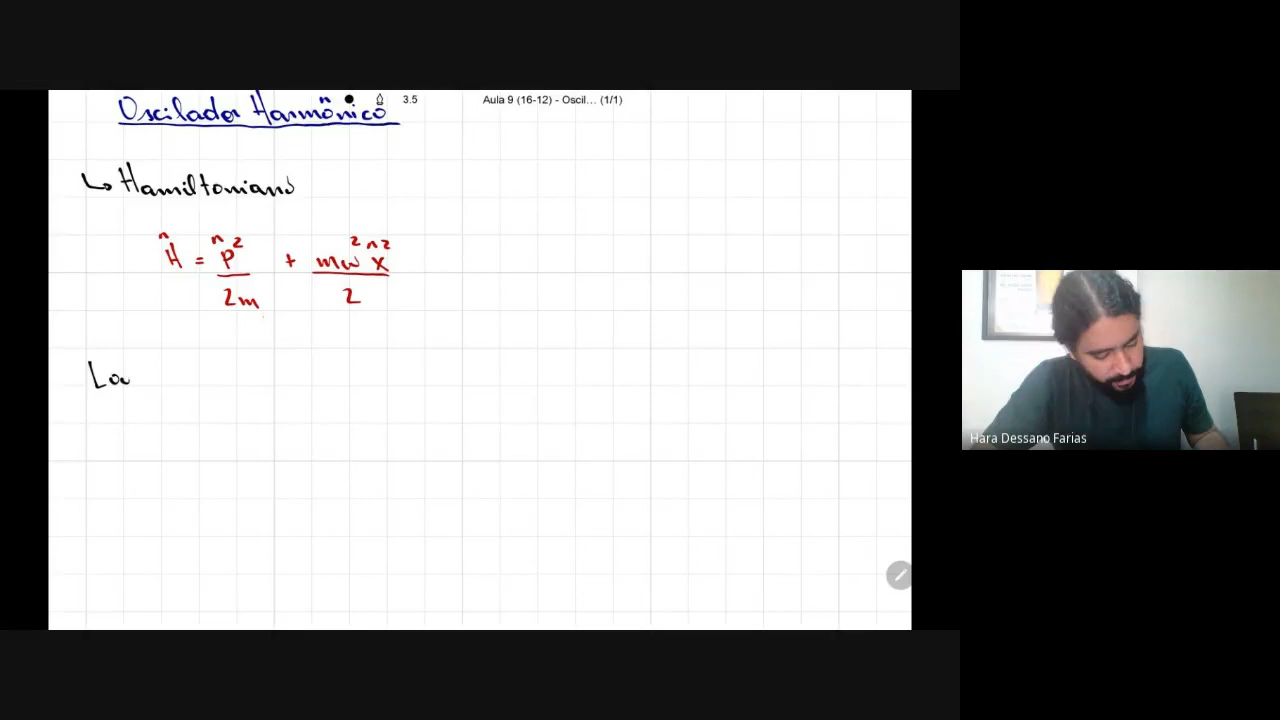 3.5 Aula 9 (16-12) - Oscil... (1/1)
Oscilador Harmônico
↳ Hamiltoniano
Ĥ = P̂² / 2m + mω² X̂² / 2
Hara Dessano Farias